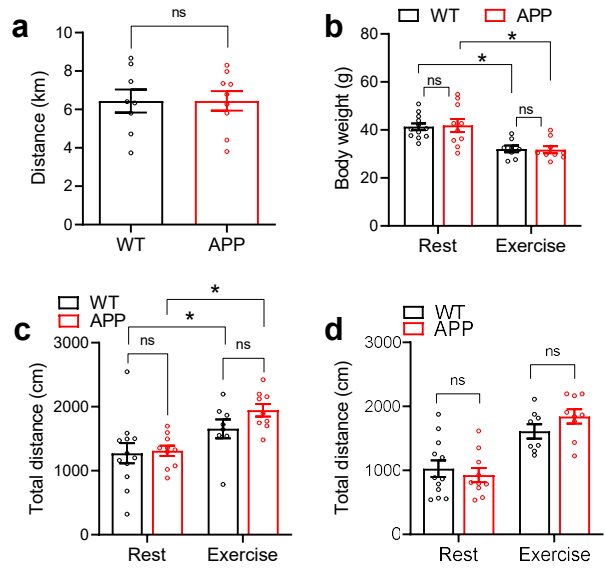 a
ns
Distance (km)
10
8
6
4
2
0
WT
APP
b
WT
APP
*
*
ns
ns
Body weight (g)
80
60
40
20
0
Rest
Exercise
c
WT
APP
*
*
ns
ns
Total distance (cm)
3000
2000
1000
0
Rest
Exercise
d
WT
APP
ns
ns
Total distance (cm)
3000
2000
1000
0
Rest
Exercise